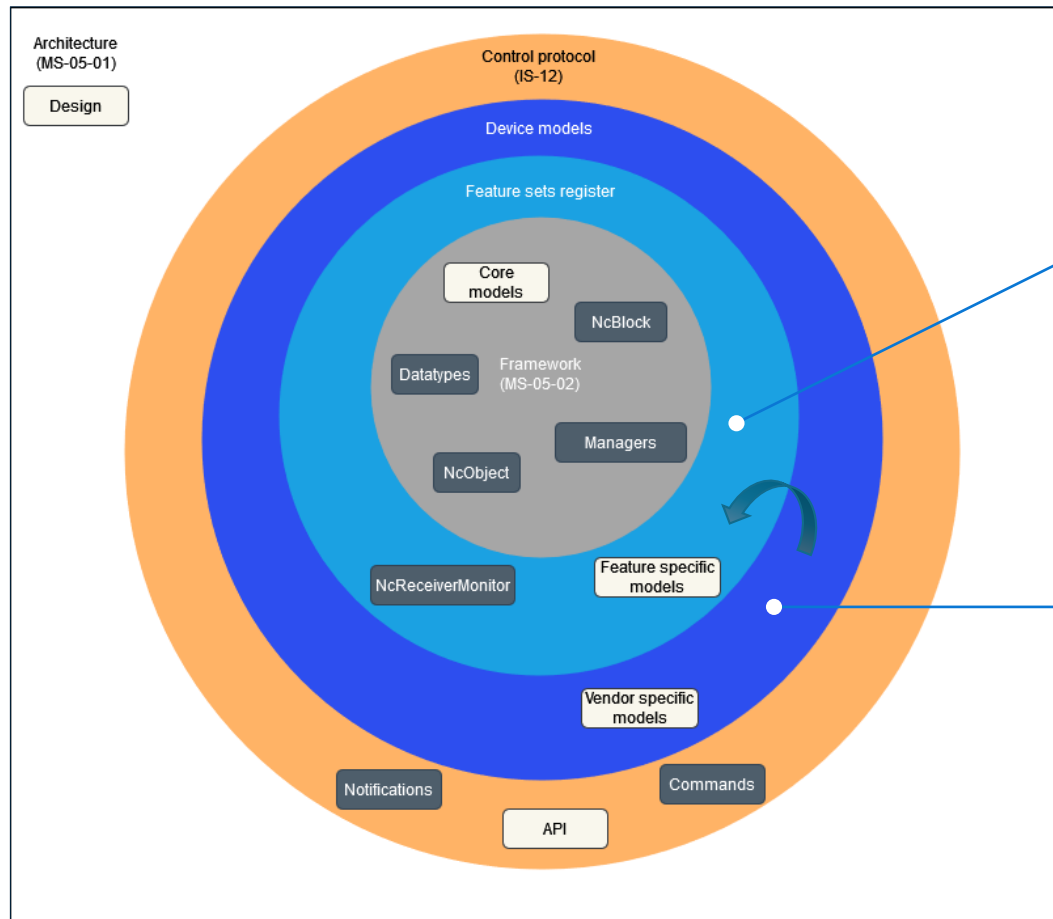 Architecture
(MS-05-01)
Design
Control protocol
(IS-12)
Device models
Feature sets register
Core
models
NcBlock
Datatypes
Framework
(MS-05-02)
Managers
NcObject
NcReceiverMonitor
Feature specific
models
Vendor specific
models
Notifications
Commands
API